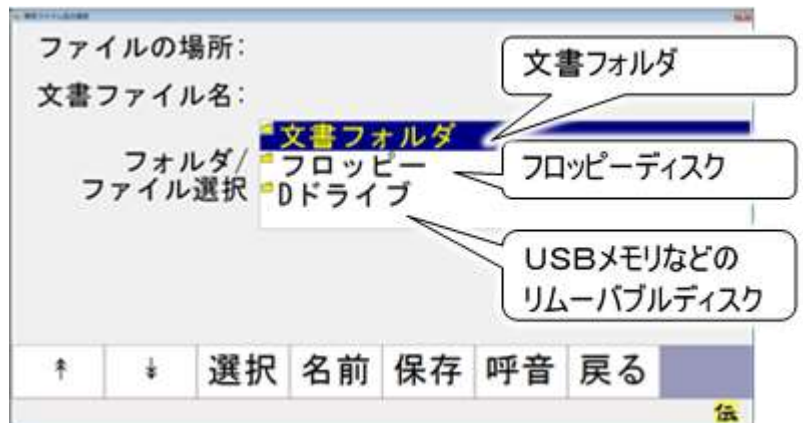 ファイルの場所:
文書フォルダ
文書ファイル名:
文書フォルダ
フォルダ/
ファイル選択
フロッピー
フロッピーディスク
Dドライブ
USBメモリなどの
リムーバブルディスク
↟ ↡ 選択 名前 保存 呼音 戻る
伝